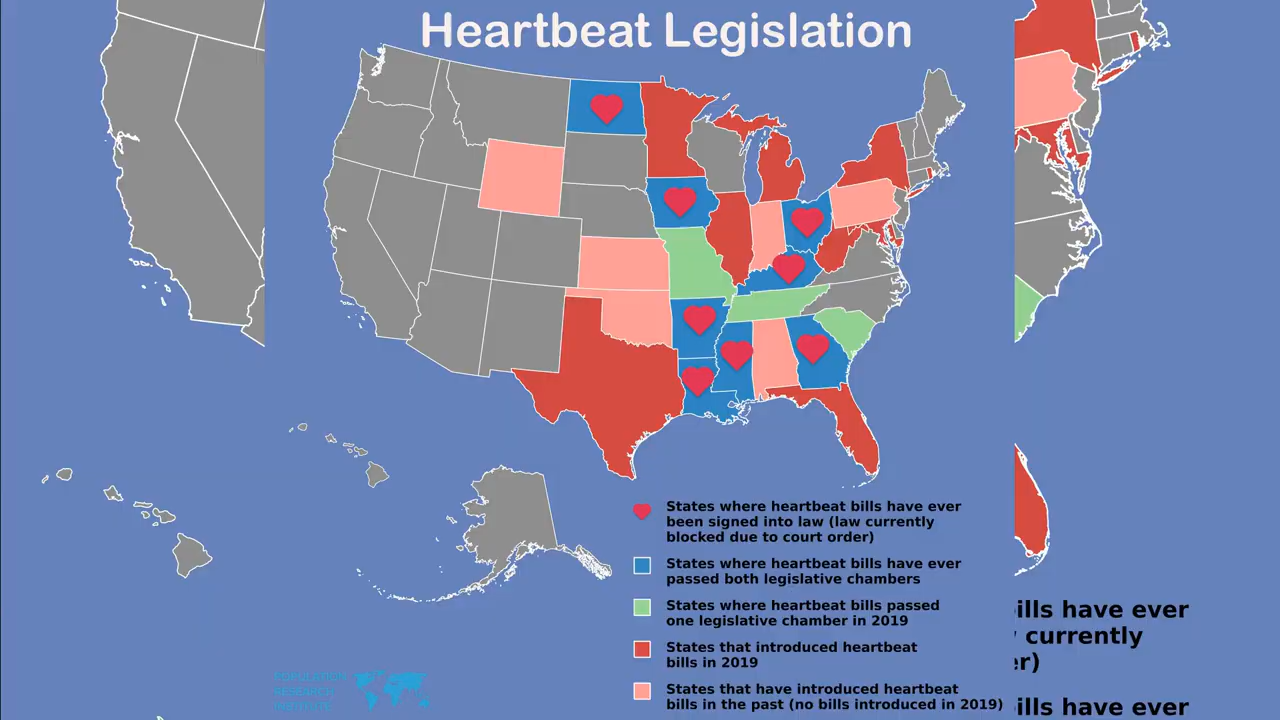 Heartbeat Legislation
States where heartbeat bills have ever
been signed into law (law currently
blocked due to court order)
States where heartbeat bills have ever
passed both legislative chambers
States where heartbeat bills passed
one legislative chamber in 2019
States that introduced heartbeat
bills in 2019
States that have introduced heartbeat
bills in the past (no bills introduced in 2019)
POPULATION
RESEARCH
INSTITUTE
bills have ever
currently
er)
bills have ever